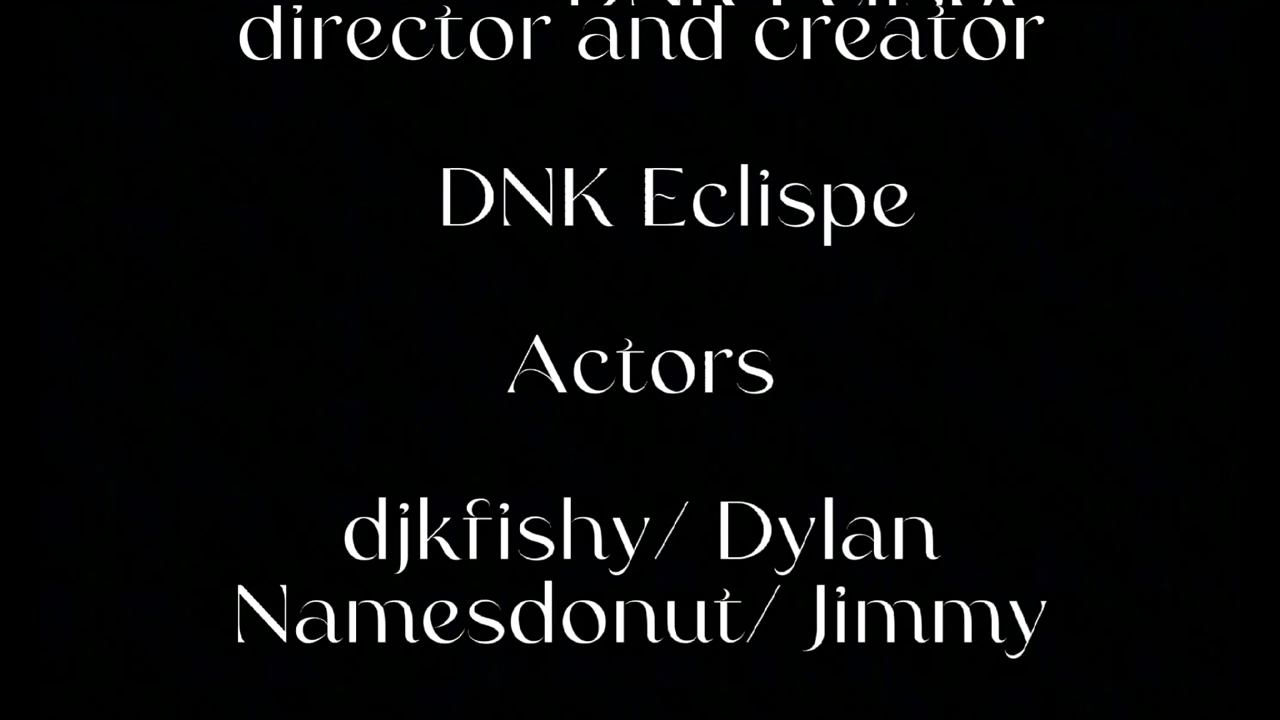 director and creator
DNK Eclispe
Actors
djkfishy/ Dylan
Namesdonut/ Jimmy